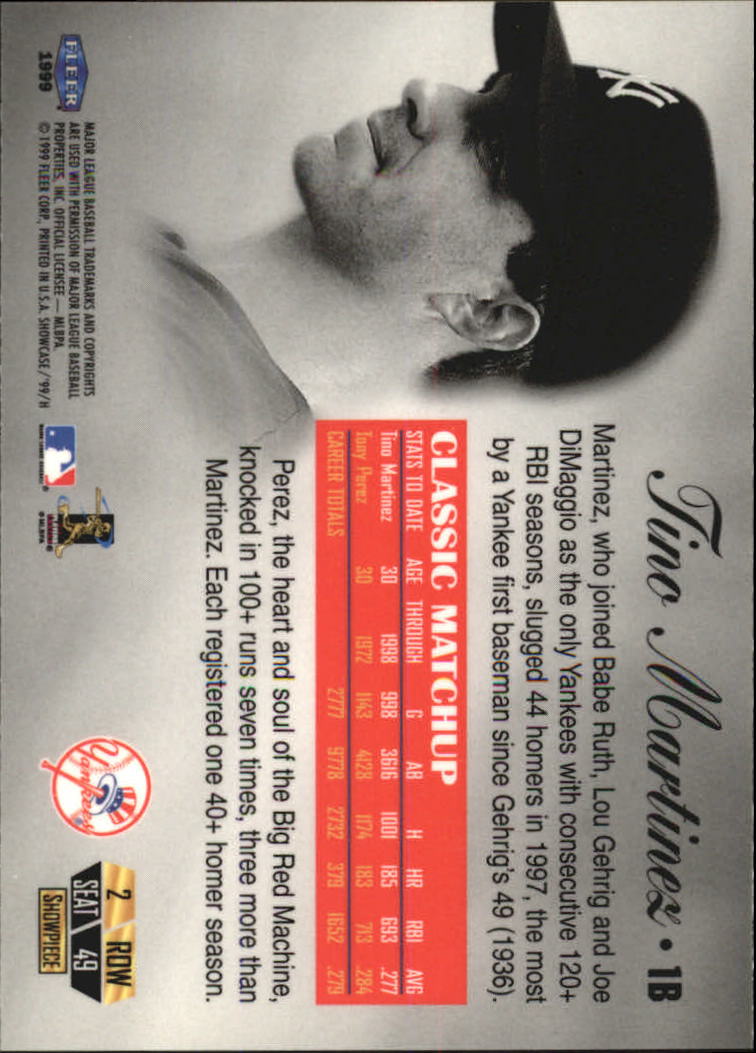 Tino Martinez • 1B
Martinez, who joined Babe Ruth, Lou Gehrig and Joe
DiMaggio as the only Yankees with consecutive 120+
RBI seasons, slugged 44 homers in 1997, the most
by a Yankee first baseman since Gehrig's 49 (1936).
CLASSIC MATCHUP
STATS TO DATE AGE THROUGH G AB H HR RBI AVG
Tino Martinez 30 1998 998 3616 1001 185 693 .277
Tony Perez 30 1972 1143 4128 1174 183 713 .284
CAREER TOTALS 2777 9778 2732 379 1652 .279
Perez, the heart and soul of the Big Red Machine,
knocked in 100+ runs seven times, three more than
Martinez. Each registered one 40+ homer season.
NY
FLEER
1999
MAJOR LEAGUE BASEBALL TRADEMARKS AND COPYRIGHTS
ARE USED WITH PERMISSION OF MAJOR LEAGUE BASEBALL
PROPERTIES, INC. OFFICIAL LICENSEE — MLBPA
© 1999 FLEER CORP., PRINTED IN U.S.A. SHOWCASE/'99/H
©MLBPA
Yankees
2 ROW
SEAT 49
SHOWPIECE